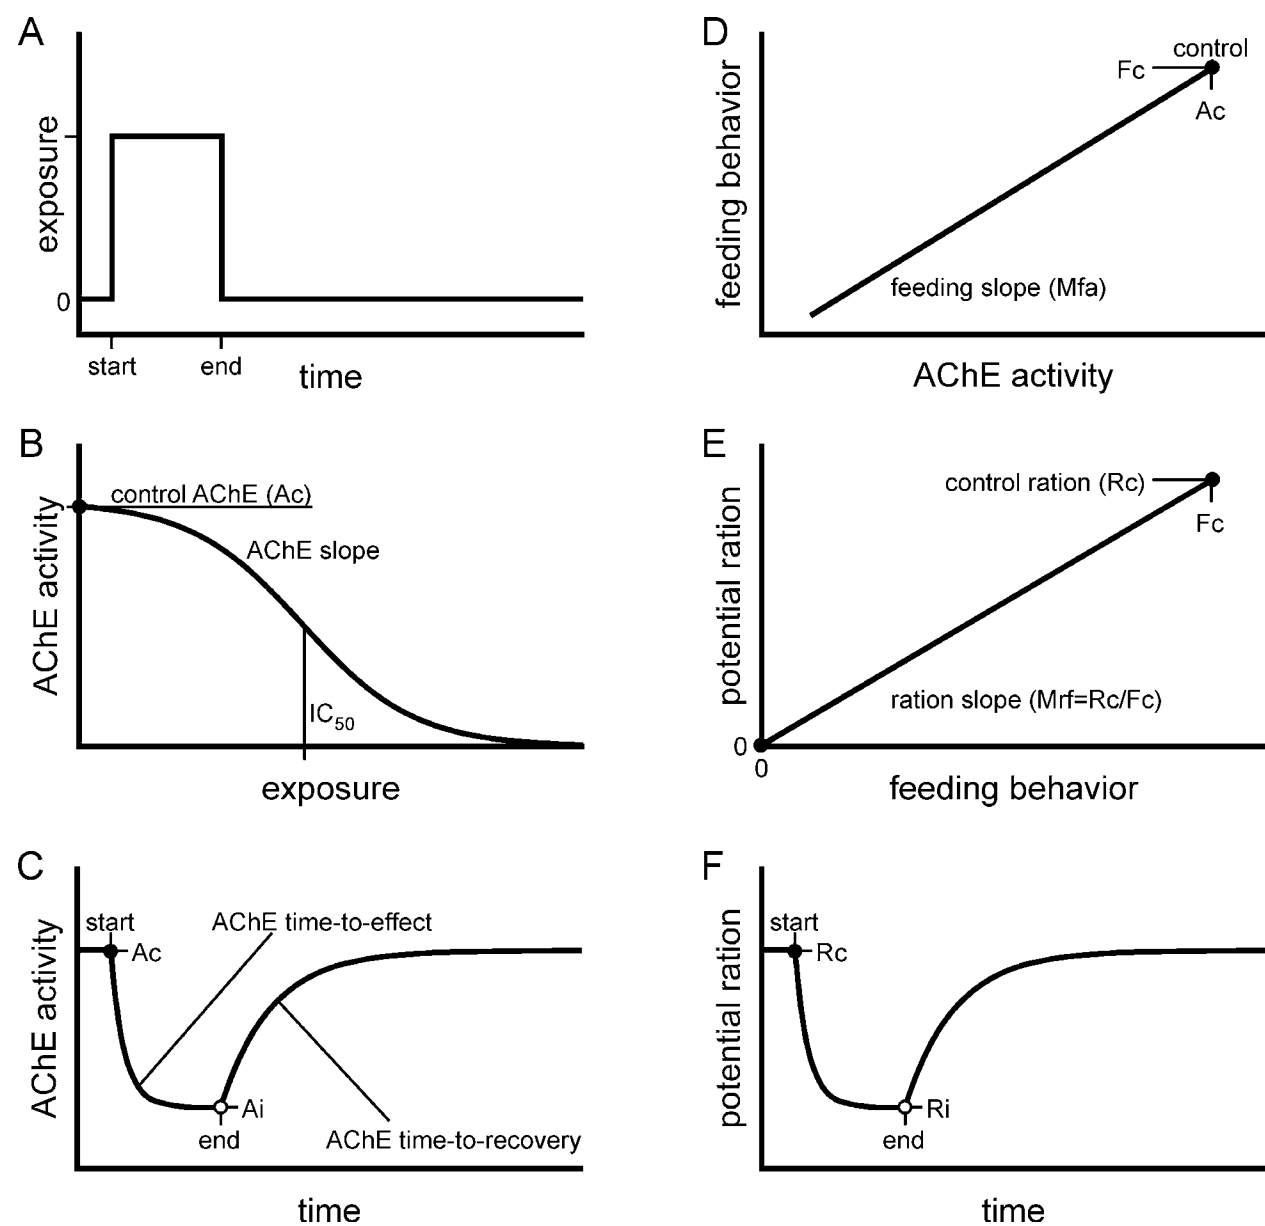 A
exposure
0
start
end
time
B
AChE activity
control AChE (Ac)
AChE slope
IC50
exposure
C
AChE activity
start
Ac
AChE time-to-effect
Ai
end
AChE time-to-recovery
time
D
feeding behavior
control
Fc
Ac
feeding slope (Mfa)
AChE activity
E
potential ration
control ration (Rc)
Fc
ration slope (Mrf=Rc/Fc)
0
0
feeding behavior
F
potential ration
start
Rc
Ri
end
time